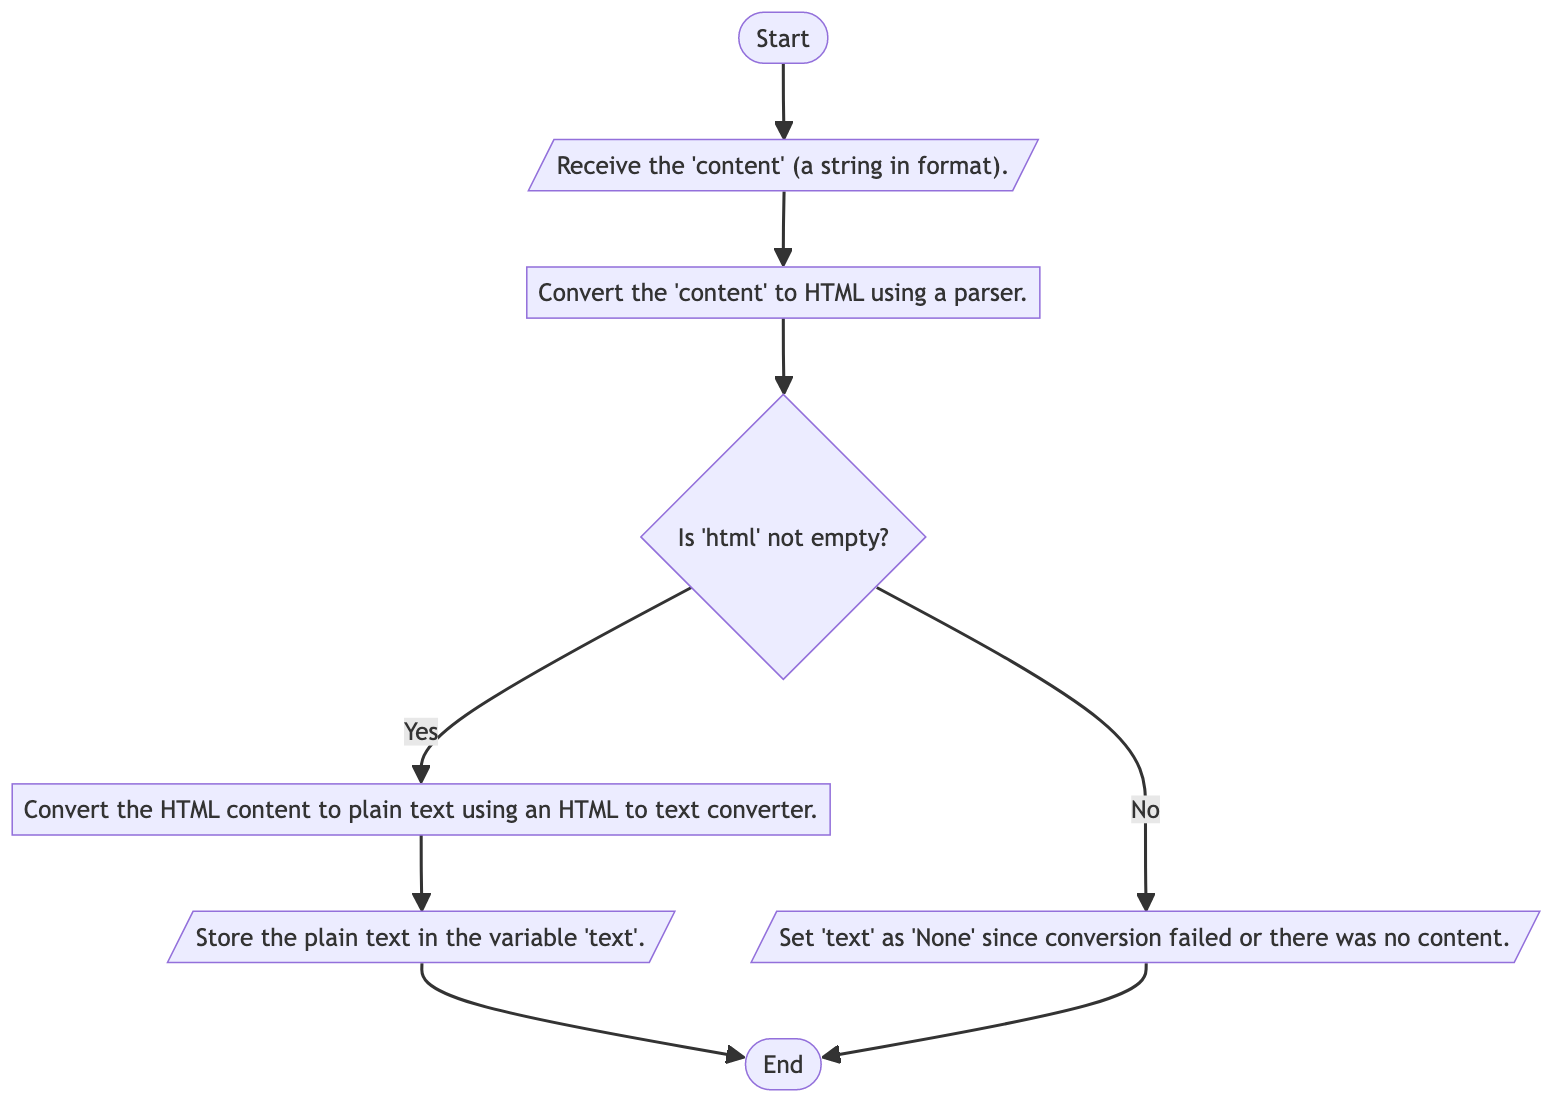 Start
Receive the 'content' (a string in format).
Convert the 'content' to HTML using a parser.
Is 'html' not empty?
Yes
Convert the HTML content to plain text using an HTML to text converter.
No
Store the plain text in the variable 'text'.
Set 'text' as 'None' since conversion failed or there was no content.
End